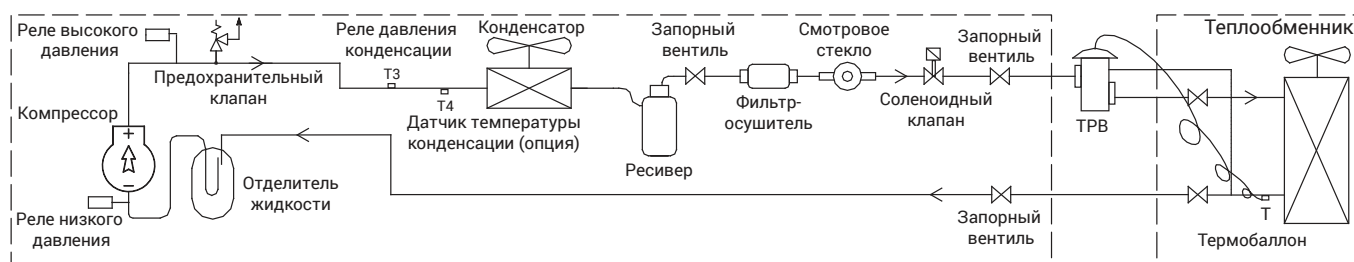 Реле высокого
давления
Предохранительный
клапан
Реле давления
конденсации
T3
T4
Конденсатор
Датчик температуры
конденсации (опция)
Компрессор
+
–
Реле низкого
давления
Отделитель
жидкости
Ресивер
Запорный
вентиль
Фильтр-
осушитель
Смотровое
стекло
Соленоидный
клапан
Запорный
вентиль
Запорный
вентиль
ТРВ
Теплообменник
T
Термобаллон